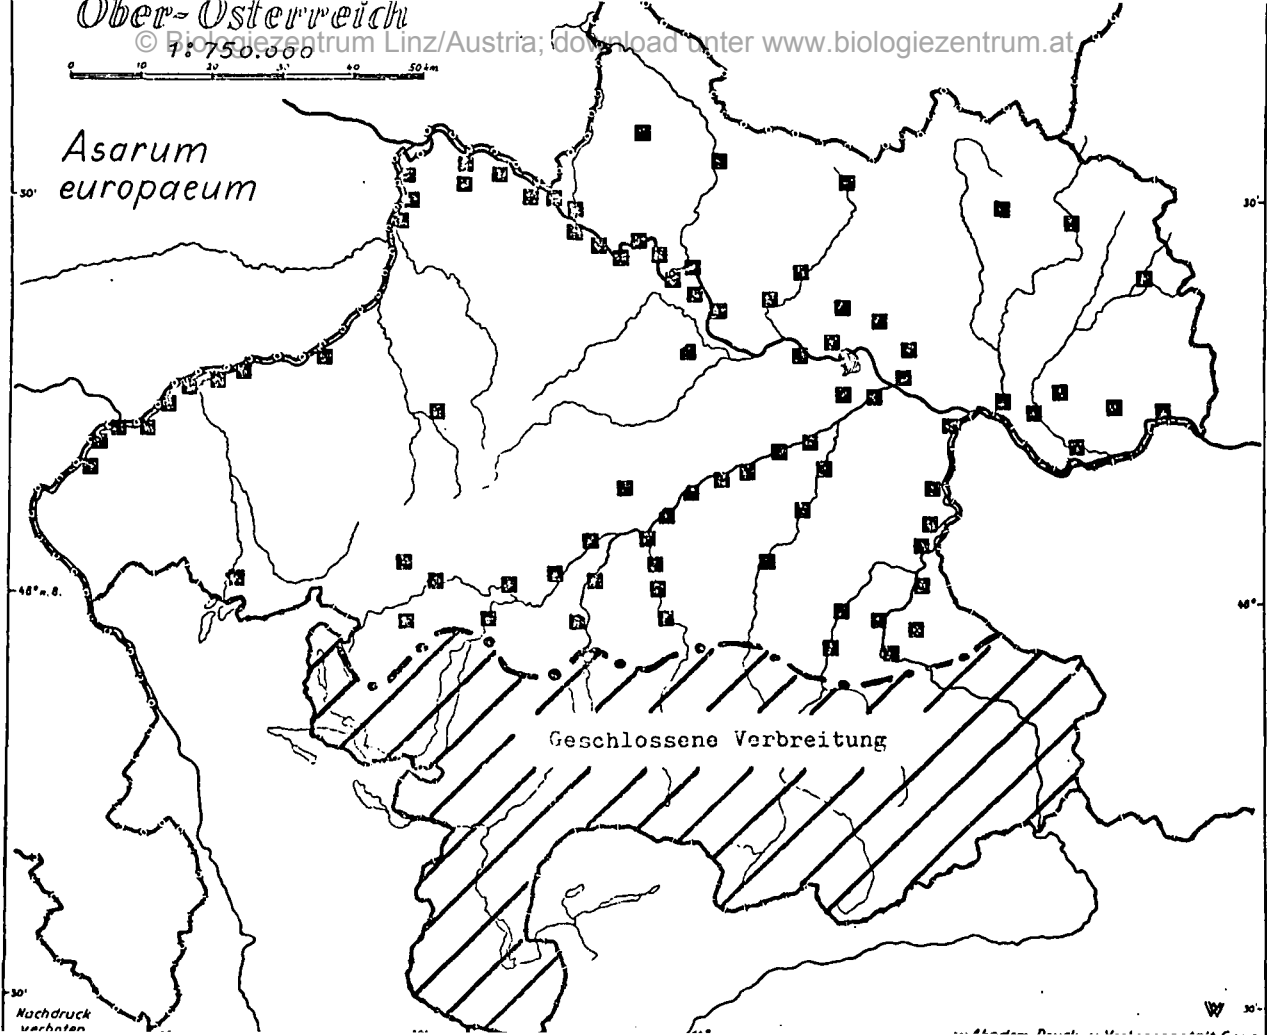 Ober-Österreich
© Biologiezentrum Linz/Austria; download unter www.biologiezentrum.at
1:750.000
0 10 20 30 40 50 km
Asarum
europaeum
30' 30'
48° n.B. 48°
Geschlossene Verbreitung
30' W 30'
Nachdruck
verboten